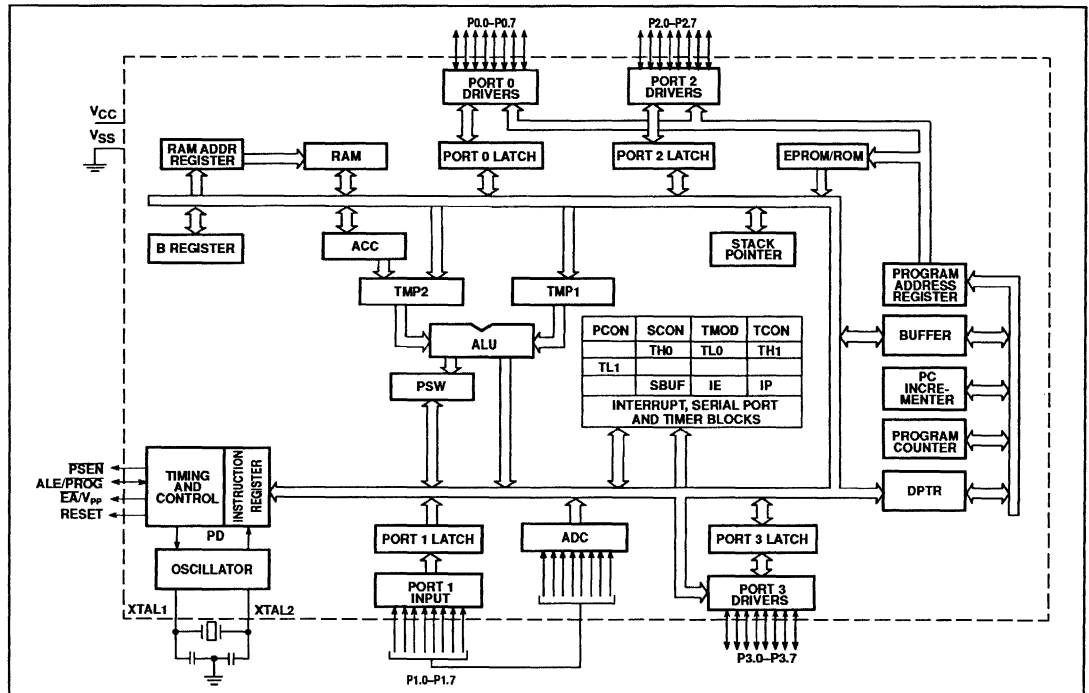 P0.0–P0.7
P2.0–P2.7
PORT 0
DRIVERS
PORT 2
DRIVERS
VCC
VSS
RAM ADDR
REGISTER
RAM
PORT 0 LATCH
PORT 2 LATCH
EPROM/ROM
B REGISTER
ACC
STACK
POINTER
TMP2
TMP1
PROGRAM
ADDRESS
REGISTER
ALU
PCON SCON TMOD TCON
TH0 TL0 TH1
TL1
SBUF IE IP
INTERRUPT, SERIAL PORT
AND TIMER BLOCKS
BUFFER
PSW
PC
INCRE-
MENTER
PROGRAM
COUNTER
PSEN
ALE/PROG
EA/VPP
RESET
TIMING
AND
CONTROL
INSTRUCTION
REGISTER
DPTR
PD
PORT 1 LATCH
ADC
PORT 3 LATCH
OSCILLATOR
PORT 1
INPUT
PORT 3
DRIVERS
XTAL1
XTAL2
P1.0–P1.7
P3.0–P3.7